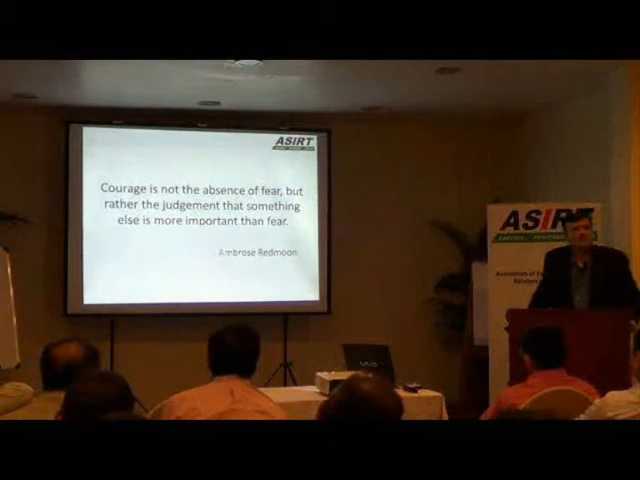 ASIRT
Courage is not the absence of fear, but
rather the judgement that something
else is more important than fear.
- Ambrose Redmoon
ASIRT
VAIO